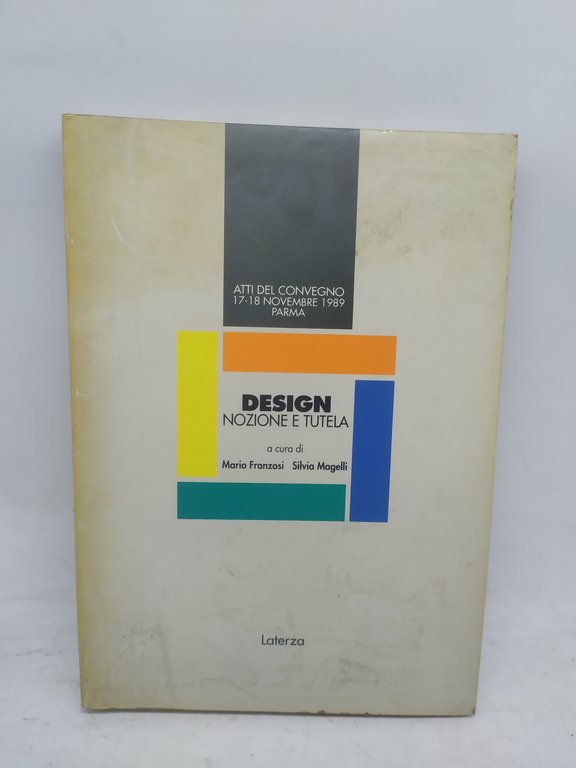 ATTI DEL CONVEGNO
17-18 NOVEMBRE 1989
PARMA
DESIGN
NOZIONE E TUTELA
a cura di
Mario Franzosi Silvia Magelli
Laterza